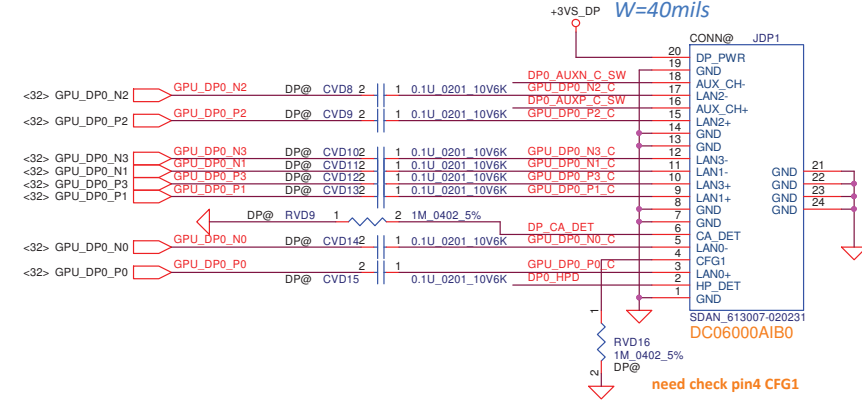 +3VS_DP W=40mils
CONN@ JDP1
20 DP_PWR
19 GND
DP0_AUXN_C_SW 18 AUX_CH-
<32> GPU_DP0_N2 GPU_DP0_N2 DP@ CVD8 2 1 0.1U_0201_10V6K GPU_DP0_N2_C 17 LAN2-
DP0_AUXP_C_SW 16 AUX_CH+
<32> GPU_DP0_P2 GPU_DP0_P2 DP@ CVD9 2 1 0.1U_0201_10V6K GPU_DP0_P2_C 15 LAN2+
14 GND
13 GND
<32> GPU_DP0_N3 GPU_DP0_N3 DP@ CVD102 1 0.1U_0201_10V6K GPU_DP0_N3_C 12 LAN3-
<32> GPU_DP0_N1 GPU_DP0_N1 DP@ CVD112 1 0.1U_0201_10V6K GPU_DP0_N1_C 11 LAN1- GND 21
<32> GPU_DP0_P3 GPU_DP0_P3 DP@ CVD122 1 0.1U_0201_10V6K GPU_DP0_P3_C 10 LAN3+ GND 22
<32> GPU_DP0_P1 GPU_DP0_P1 DP@ CVD132 1 0.1U_0201_10V6K GPU_DP0_P1_C 9 LAN1+ GND 23
8 GND GND 24
DP@ RVD9 1 2 1M_0402_5% 7 GND
DP_CA_DET 6 CA_DET
<32> GPU_DP0_N0 GPU_DP0_N0 DP@ CVD142 1 0.1U_0201_10V6K GPU_DP0_N0_C 5 LAN0-
4 CFG1
<32> GPU_DP0_P0 GPU_DP0_P0 2 1 GPU_DP0_P0_C 3 LAN0+
DP@ CVD15 0.1U_0201_10V6K DP0_HPD 2 HP_DET
1 GND
SDAN_613007-020231
DC06000AIB0
1
RVD16
1M_0402_5%
DP@
2
need check pin4 CFG1